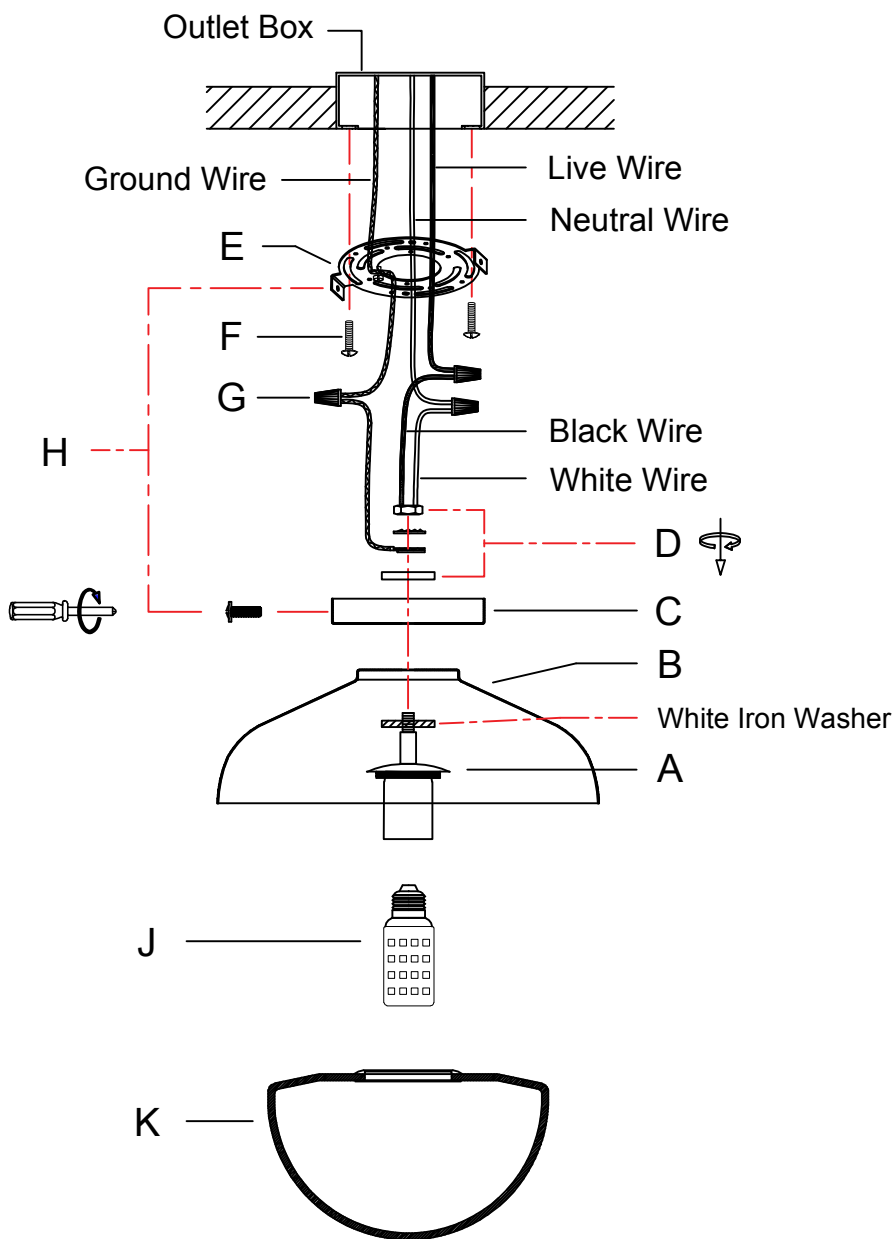 Outlet Box
Ground Wire
Live Wire
Neutral Wire
E
F
G
Black Wire
H
White Wire
D
C
B
White Iron Washer
A
J
K